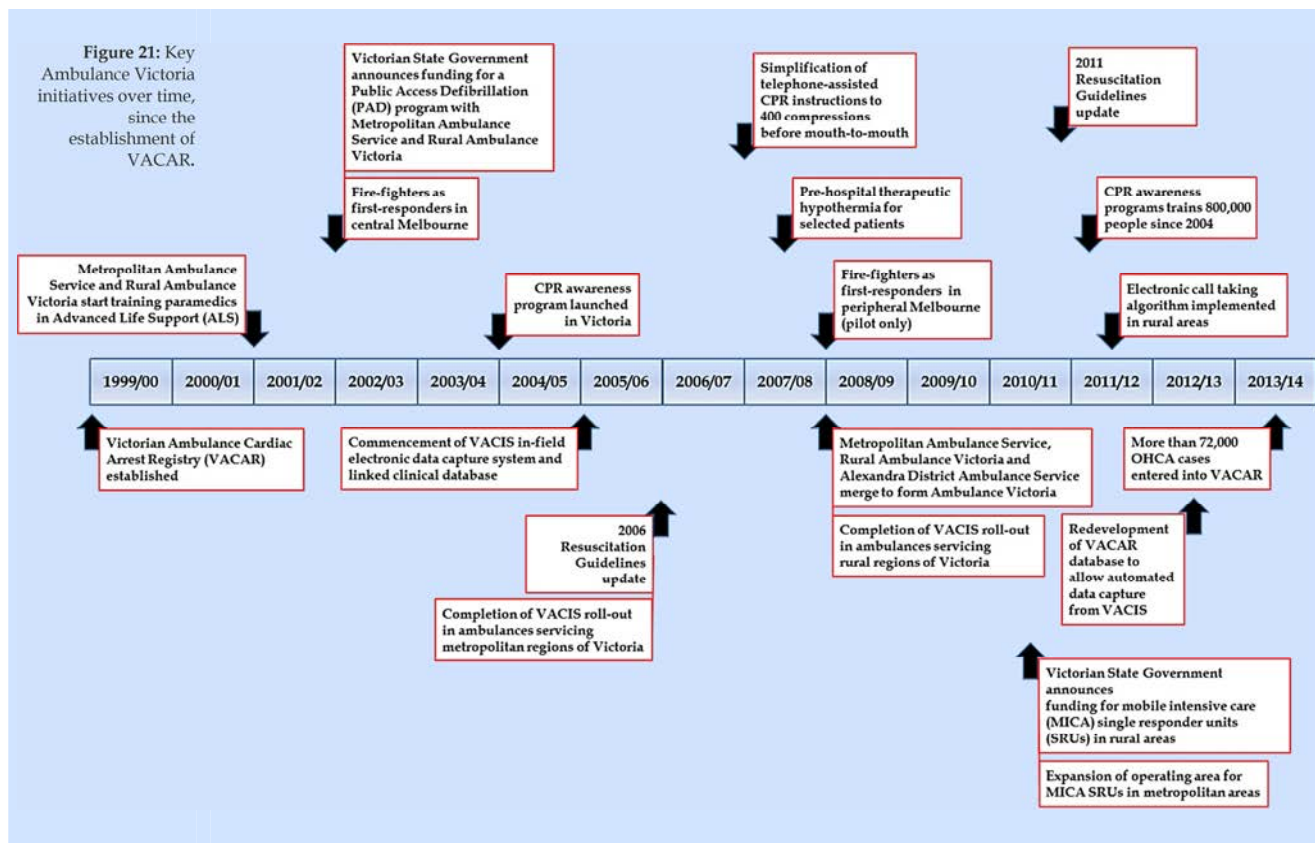 Figure 21: Key
Ambulance Victoria
initiatives over time,
since the
establishment of
VACAR.
Victorian State Government
announces funding for a
Public Access Defibrillation
(PAD) program with
Metropolitan Ambulance
Service and Rural Ambulance
Victoria
Fire-fighters as
first-responders in
central Melbourne
Simplification of
telephone-assisted
CPR instructions to
400 compressions
before mouth-to-mouth
Pre-hospital therapeutic
hypothermia for
selected patients
2011
Resuscitation
Guidelines
update
CPR awareness
programs trains 800,000
people since 2004
Metropolitan Ambulance
Service and Rural Ambulance
Victoria start training paramedics
in Advanced Life Support (ALS)
CPR awareness
program launched
in Victoria
Fire-fighters as
first-responders in
peripheral Melbourne
(pilot only)
Electronic call taking
algorithm implemented
in rural areas
1999/00 2000/01 2001/02 2002/03 2003/04 2004/05 2005/06 2006/07 2007/08 2008/09 2009/10 2010/11 2011/12 2012/13 2013/14
Victorian Ambulance Cardiac
Arrest Registry (VACAR)
established
Commencement of VACIS in-field
electronic data capture system and
linked clinical database
2006
Resuscitation
Guidelines
update
Completion of VACIS roll-out
in ambulances servicing
metropolitan regions of Victoria
Metropolitan Ambulance Service,
Rural Ambulance Victoria and
Alexandra District Ambulance Service
merge to form Ambulance Victoria
Completion of VACIS roll-out
in ambulances servicing
rural regions of Victoria
More than 72,000
OHCA cases
entered into VACAR
Redevelopment
of VACAR
database to
allow automated
data capture
from VACIS
Victorian State Government
announces
funding for mobile intensive care
(MICA) single responder units
(SRUs) in rural areas
Expansion of operating area for
MICA SRUs in metropolitan areas